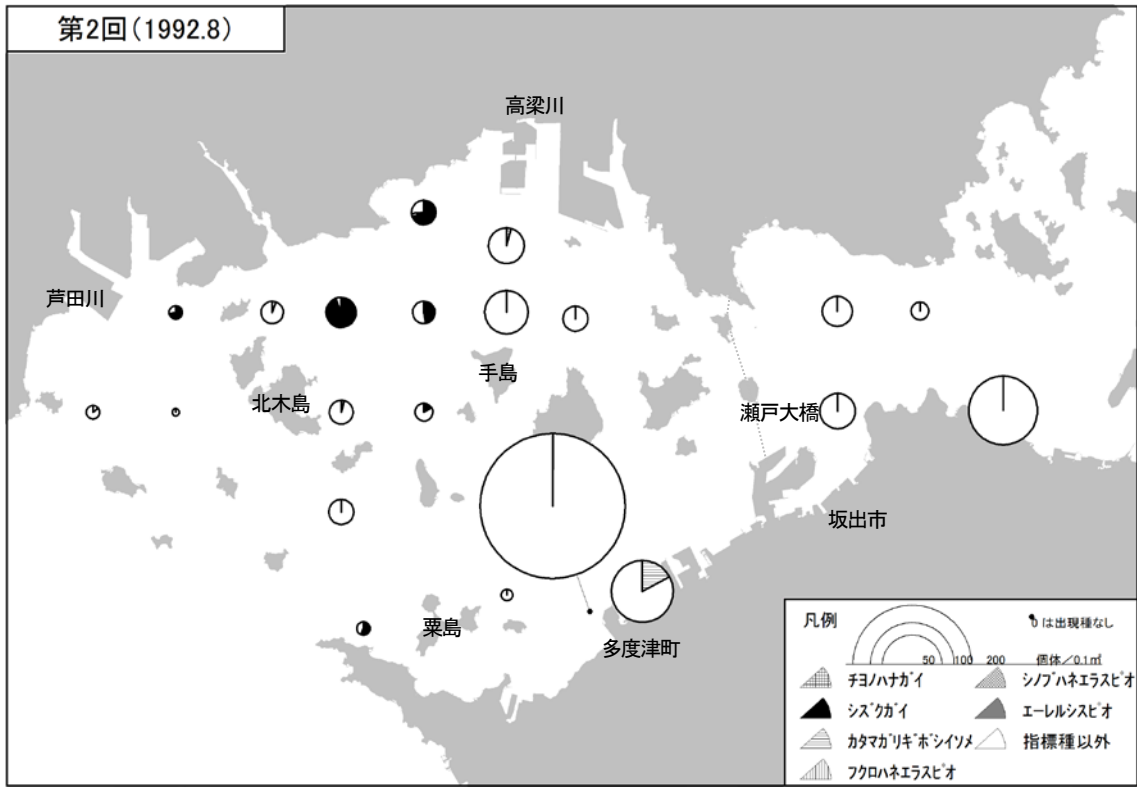 第2回(1992.8)
高梁川
芦田川
手島
北木島
瀬戸大橋
坂出市
粟島
多度津町
凡例
は出現種なし
50 100 200 個体／0.1㎡
チヨノハナガイ
シノブハネエラスピオ
シズクガイ
エーレルシスピオ
カタマガリギボシイソメ
指標種以外
フクロハネエラスピオ